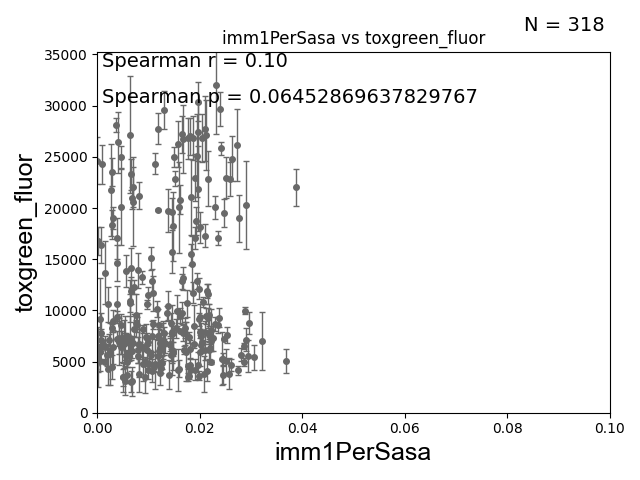 N = 318
imm1PerSasa vs toxgreen_fluor
Spearman r = 0.10
Spearman p = 0.06452869637829767
35000
30000
25000
20000
15000
10000
5000
0
toxgreen_fluor
0.00 0.02 0.04 0.06 0.08 0.10
imm1PerSasa